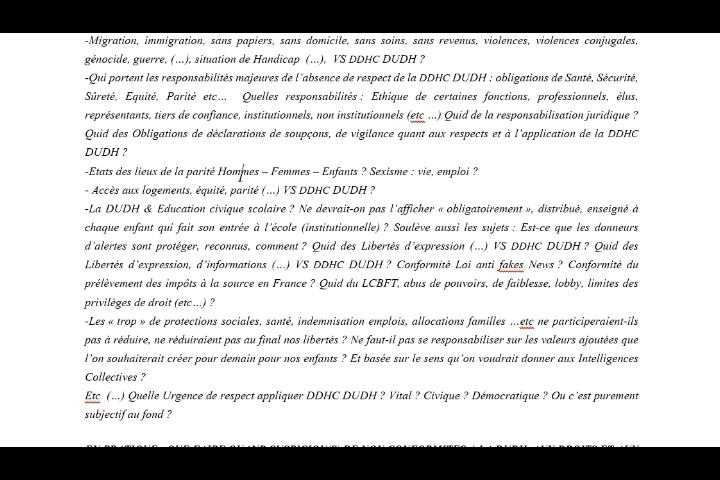 -Migration, immigration, sans papiers, sans domicile, sans soins, sans revenus, violences, violences conjugales,
génocide, guerre, (…), situation de Handicap (…), VS DDHC DUDH ?
-Qui portent les responsabilités majeures de l'absence de respect de la DDHC DUDH : obligations de Santé, Sécurité,
Sûreté, Equité, Parité etc… Quelles responsabilités : Ethique de certaines fonctions, professionnels, élus,
représentants, tiers de confiance, institutionnels, non institutionnels (etc …) Quid de la responsabilisation juridique ?
Quid des Obligations de déclarations de soupçons, de vigilance quant aux respects et à l'application de la DDHC
DUDH ?
-Etats des lieux de la parité Hommes – Femmes – Enfants ? Sexisme : vie, emploi ?
- Accès aux logements, équité, parité (…) VS DDHC DUDH ?
-La DUDH & Education civique scolaire ? Ne devrait-on pas l'afficher « obligatoirement », distribué, enseigné à
chaque enfant qui fait son entrée à l'école (institutionnelle) ? Soulève aussi les sujets : Est-ce que les donneurs
d'alertes sont protéger, reconnus, comment ? Quid des Libertés d'expression (…) VS DDHC DUDH ? Quid des
Libertés d'expression, d'informations (…) VS DDHC DUDH ? Conformité Loi anti fakes News ? Conformité du
prélèvement des impôts à la source en France ? Quid du LCBFT, abus de pouvoirs, de faiblesse, lobby, limites des
privilèges de droit (etc…) ?
-Les « trop » de protections sociales, santé, indemnisation emplois, allocations familles …etc ne participeraient-ils
pas à réduire, ne réduiraient pas au final nos libertés ? Ne faut-il pas se responsabiliser sur les valeurs ajoutées que
l'on souhaiterait créer pour demain pour nos enfants ? Et basée sur le sens qu'on voudrait donner aux Intelligences
Collectives ?
Etc (…) Quelle Urgence de respect appliquer DDHC DUDH ? Vital ? Civique ? Démocratique ? Ou c'est purement
subjectif au fond ?